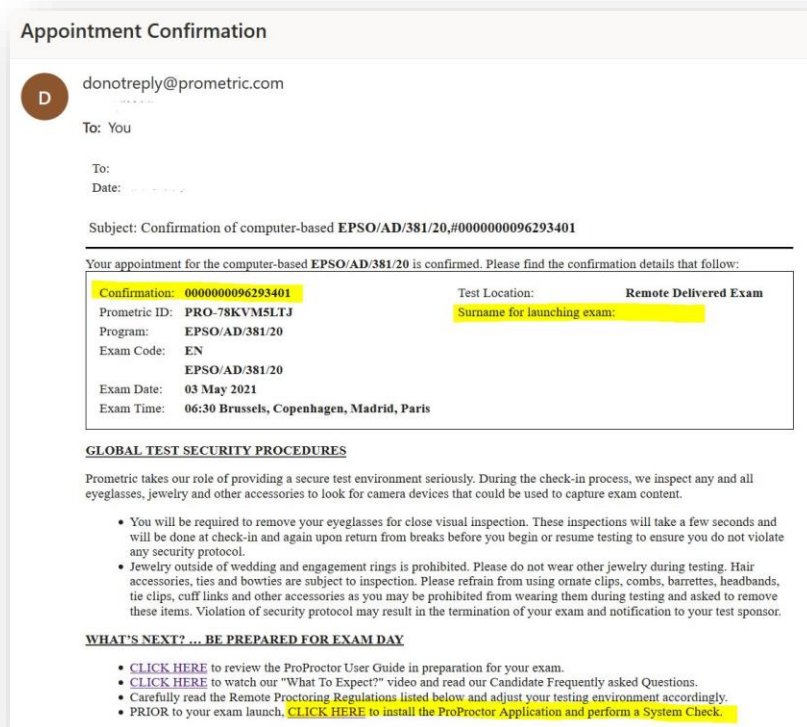 Appointment Confirmation
D
donotreply@prometric.com
To: You
To:
Date:
Subject: Confirmation of computer-based EPSO/AD/381/20,#0000000096293401
Your appointment for the computer-based EPSO/AD/381/20 is confirmed. Please find the confirmation details that follow:
Confirmation: 0000000096293401 Test Location: Remote Delivered Exam
Prometric ID: PRO-78KVM5LTJ Surname for launching exam:
Program: EPSO/AD/381/20
Exam Code: EN
EPSO/AD/381/20
Exam Date: 03 May 2021
Exam Time: 06:30 Brussels, Copenhagen, Madrid, Paris
GLOBAL TEST SECURITY PROCEDURES
Prometric takes our role of providing a secure test environment seriously. During the check-in process, we inspect any and all
eyeglasses, jewelry and other accessories to look for camera devices that could be used to capture exam content.
• You will be required to remove your eyeglasses for close visual inspection. These inspections will take a few seconds and
will be done at check-in and again upon return from breaks before you begin or resume testing to ensure you do not violate
any security protocol.
• Jewelry outside of wedding and engagement rings is prohibited. Please do not wear other jewelry during testing. Hair
accessories, ties and bowties are subject to inspection. Please refrain from using ornate clips, combs, barrettes, headbands,
tie clips, cuff links and other accessories as you may be prohibited from wearing them during testing and asked to remove
these items. Violation of security protocol may result in the termination of your exam and notification to your test sponsor.
WHAT'S NEXT? … BE PREPARED FOR EXAM DAY
• CLICK HERE to review the ProProctor User Guide in preparation for your exam.
• CLICK HERE to watch our "What To Expect?" video and read our Candidate Frequently asked Questions.
• Carefully read the Remote Proctoring Regulations listed below and adjust your testing environment accordingly.
• PRIOR to your exam launch, CLICK HERE to install the ProProctor Application and perform a System Check.